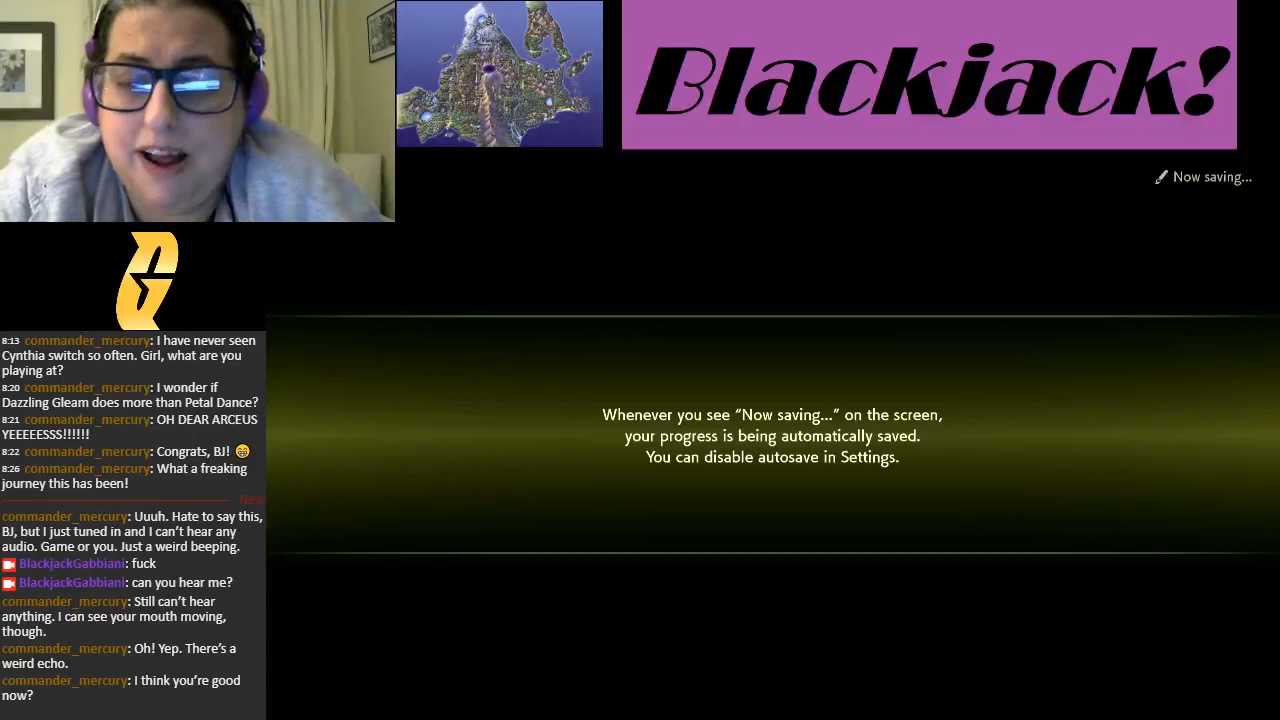 Blackjack!
Now saving...
8:13 commander_mercury: I have never seen
Cynthia switch so often. Girl, what are you
playing at?
8:20 commander_mercury: I wonder if
Dazzling Gleam does more than Petal Dance?
8:21 commander_mercury: OH DEAR ARCEUS
YEEEEESSS!!!!!!
8:22 commander_mercury: Congrats, BJ! 😁
8:26 commander_mercury: What a freaking
journey this has been!
New
commander_mercury: Uuuh. Hate to say this,
BJ, but I just tuned in and I can't hear any
audio. Game or you. Just a weird beeping.
BlackjackGabbiani: fuck
BlackjackGabbiani: can you hear me?
commander_mercury: Still can't hear
anything. I can see your mouth moving,
though.
commander_mercury: Oh! Yep. There's a
weird echo.
commander_mercury: I think you're good
now?
Whenever you see “Now saving...” on the screen,
your progress is being automatically saved.
You can disable autosave in Settings.